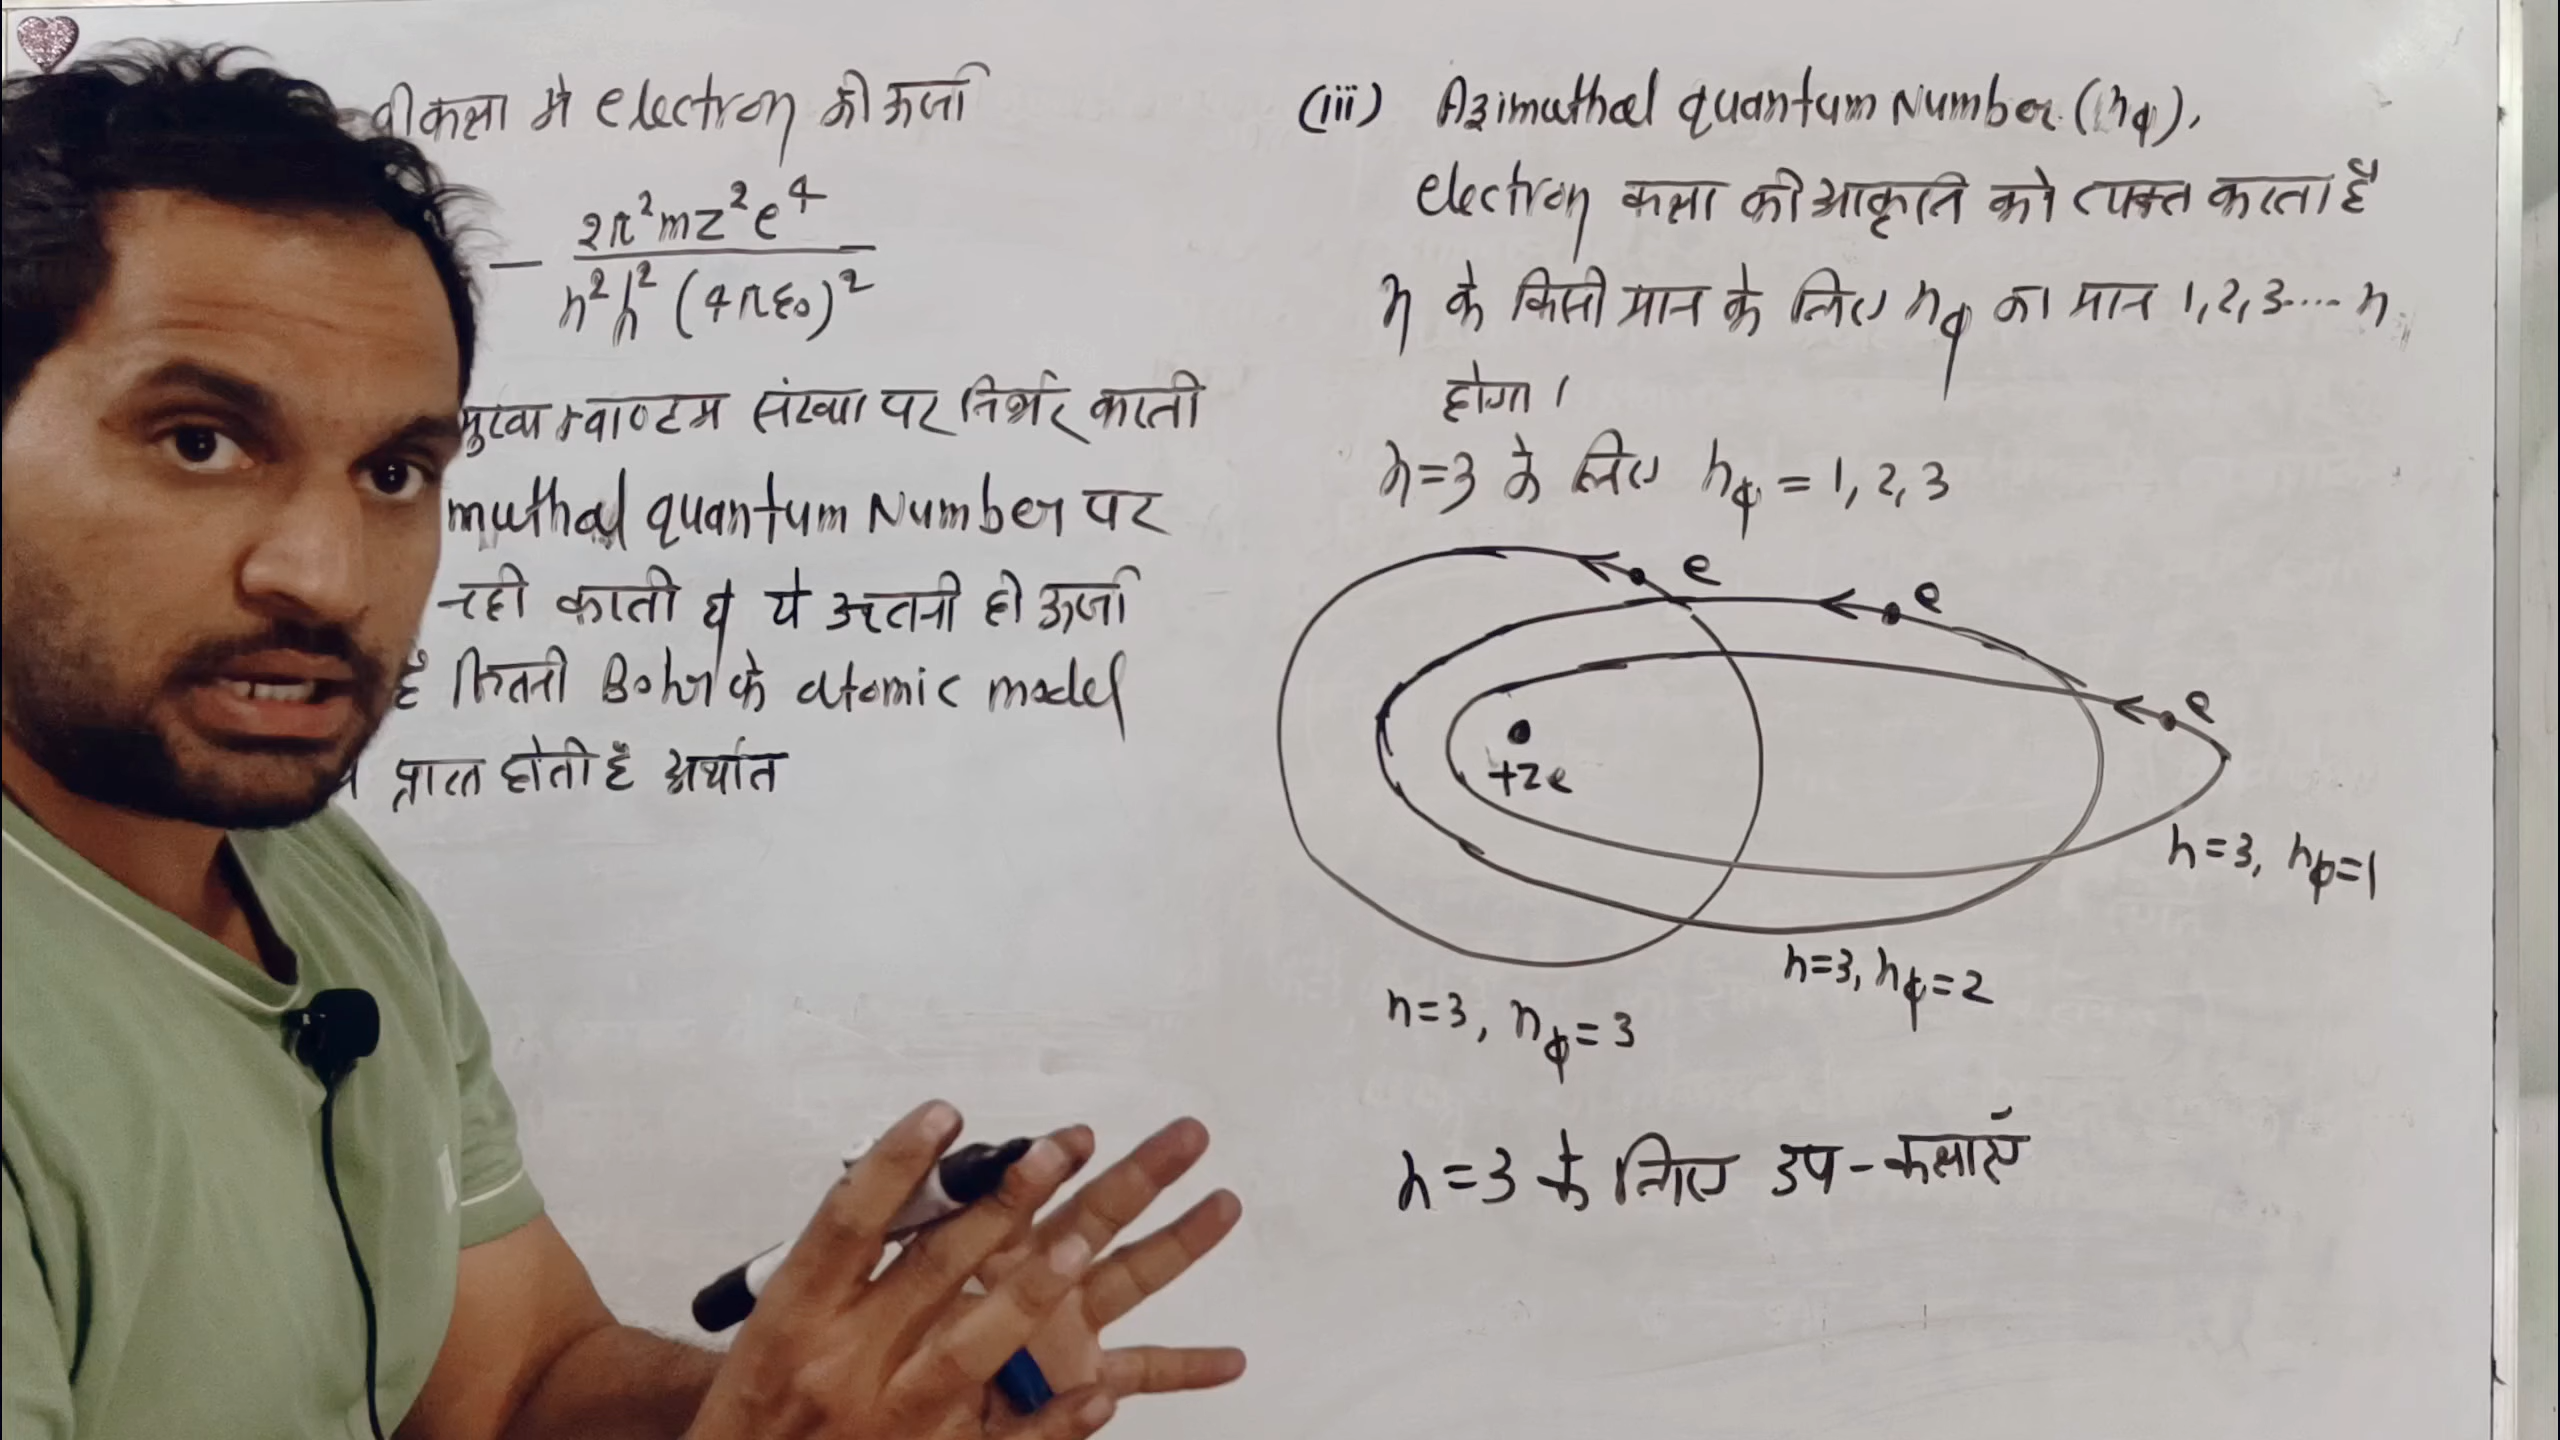 कक्षा मे electron की ऊर्जा
- 2π²mz²e⁴
n²h² (4πε₀)²
मुख्य क्वाण्टम संख्या पर निर्भर करती
muthal quantum Number पर
नही करती ये उतनी ही ऊर्जा
है जितनी Bohr के atomic model
प्राप्त होती है अर्थात
(iii) Azimuthal quantum Number (nφ),
electron कक्षा की आकृति को व्यक्त करता है
n के किसी मान के लिए nφ का मान 1, 2, 3.... n
होगा।
n=3 के लिए nφ = 1, 2, 3
e
e
e
+ze
n=3, nφ=1
n=3, nφ=2
n=3, nφ=3
n=3 के लिए उप-कक्षाएँ